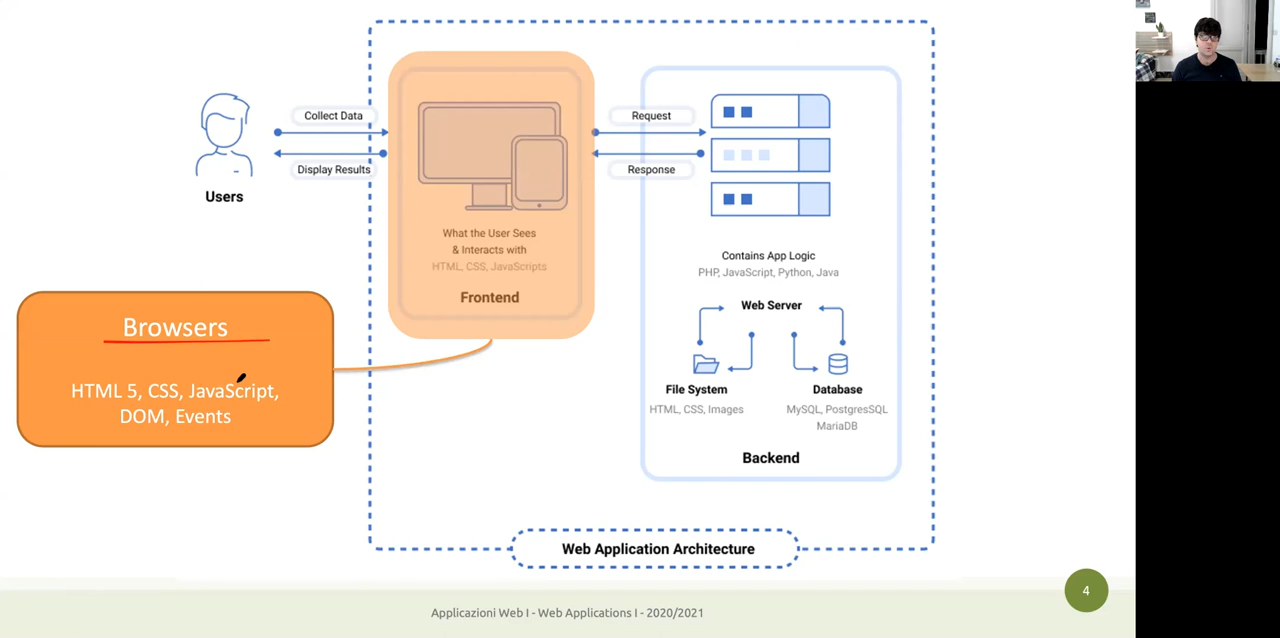 Collect Data
Display Results
Users
What the User Sees
& Interacts with
HTML, CSS, JavaScripts
Frontend
Request
Response
Contains App Logic
PHP, JavaScript, Python, Java
Web Server
File System
HTML, CSS, Images
Database
MySQL, PostgresSQL
MariaDB
Backend
Browsers
HTML 5, CSS, JavaScript,
DOM, Events
Web Application Architecture
Applicazioni Web I - Web Applications I - 2020/2021
4